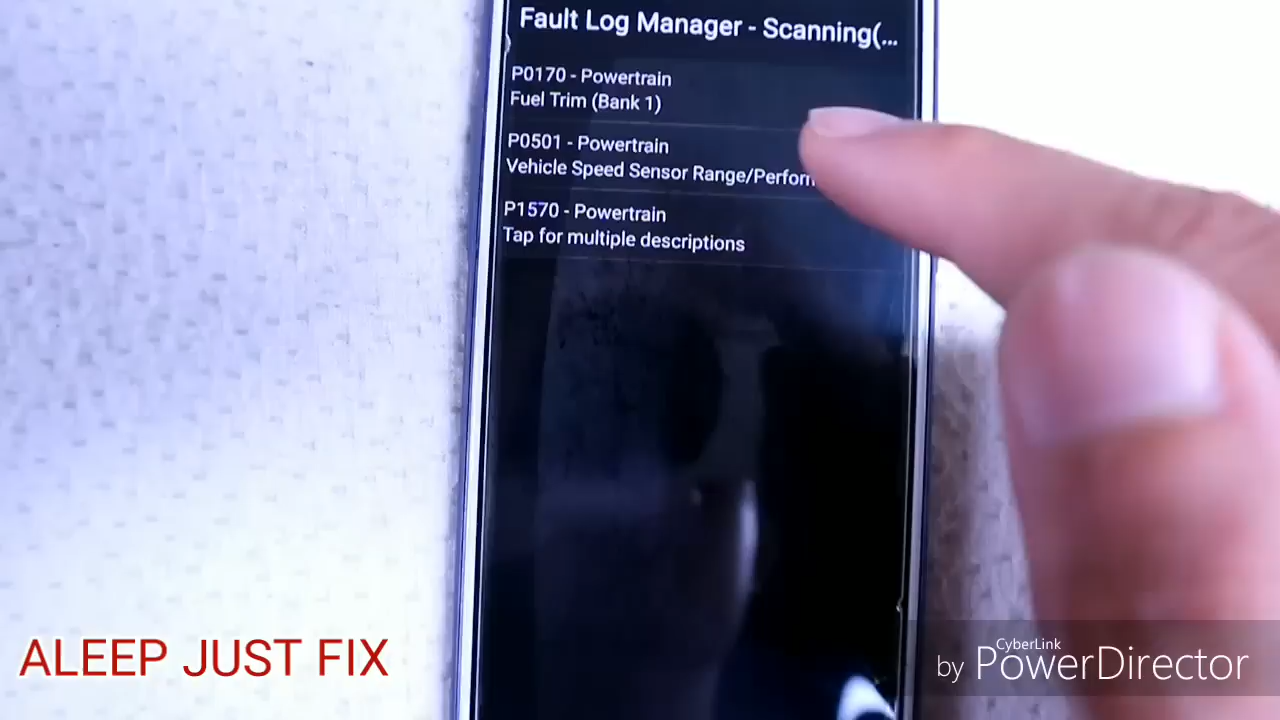 Fault Log Manager - Scanning(...
P0170 - Powertrain
Fuel Trim (Bank 1)
P0501 - Powertrain
Vehicle Speed Sensor Range/Perform
P1570 - Powertrain
Tap for multiple descriptions
ALEEP JUST FIX
CyberLink
by PowerDirector